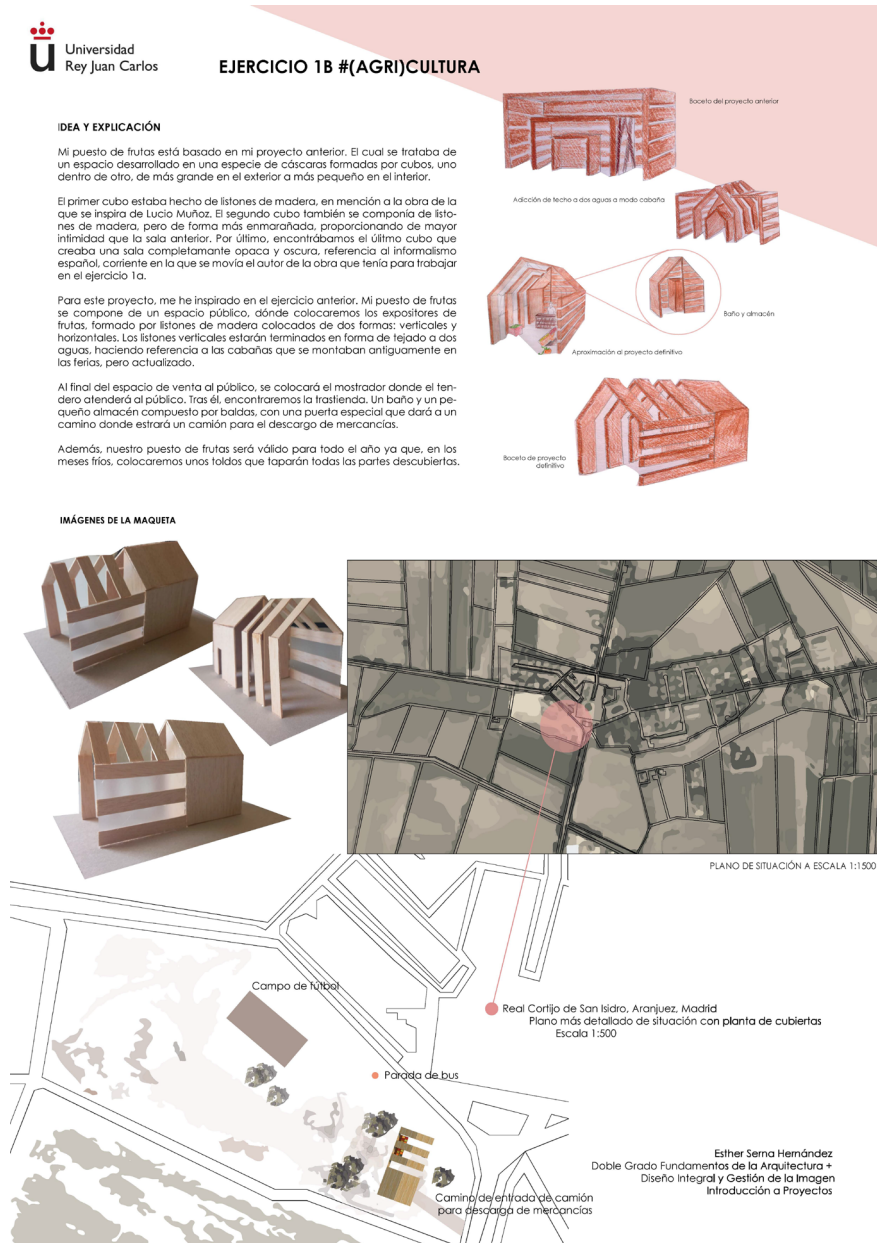 Universidad
Rey Juan Carlos
EJERCICIO 1B #(AGRI)CULTURA
IDEA Y EXPLICACIÓN
Mi puesto de frutas está basado en mi proyecto anterior. El cual se trataba de
un espacio desarrollado en una especie de cáscaras formadas por cubos, uno
dentro de otro, de más grande en el exterior a más pequeño en el interior.
El primer cubo estaba hecho de listones de madera, en mención a la obra de la
que se inspira de Lucio Muñoz. El segundo cubo también se componía de listo-
nes de madera, pero de forma más enmarañada, proporcionando de mayor
intimidad que la sala anterior. Por último, encontrábamos el úlitmo cubo que
creaba una sala completamente opaca y oscura, referencia al informalismo
español, corriente en la que se movía el autor de la obra que tenía para trabajar
en el ejercicio 1a.
Para este proyecto, me he inspirado en el ejercicio anterior. Mi puesto de frutas
se compone de un espacio público, dónde colocaremos los expositores de
frutas, formado por listones de madera colocados de dos formas: verticales y
horizontales. Los listones verticales estarán terminados en forma de tejado a dos
aguas, haciendo referencia a las cabañas que se montaban antiguamente en
las ferias, pero actualizado.
Al final del espacio de venta al público, se colocará el mostrador donde el ten-
dero atenderá al público. Tras él, encontraremos la trastienda. Un baño y un pe-
queño almacén compuesto por baldas, con una puerta especial que dará a un
camino donde estrará un camión para el descargo de mercancías.
Además, nuestro puesto de frutas será válido para todo el año ya que, en los
meses fríos, colocaremos unos toldos que taparán todas las partes descubiertas.
Boceto del proyecto anterior
Adicción de techo a dos aguas a modo cabaña
Baño y almacén
Aproximación al proyecto definitivo
Boceto de proyecto
definitivo
IMÁGENES DE LA MAQUETA
PLANO DE SITUACIÓN A ESCALA 1:1500
Campo de fútbol
Real Cortijo de San Isidro, Aranjuez, Madrid
Plano más detallado de situación con planta de cubiertas
Escala 1:500
Parada de bus
Camino de entrada de camión
para descarga de mercancías
Esther Serna Hernández
Doble Grado Fundamentos de la Arquitectura +
Diseño Integral y Gestión de la Imagen
Introducción a Proyectos